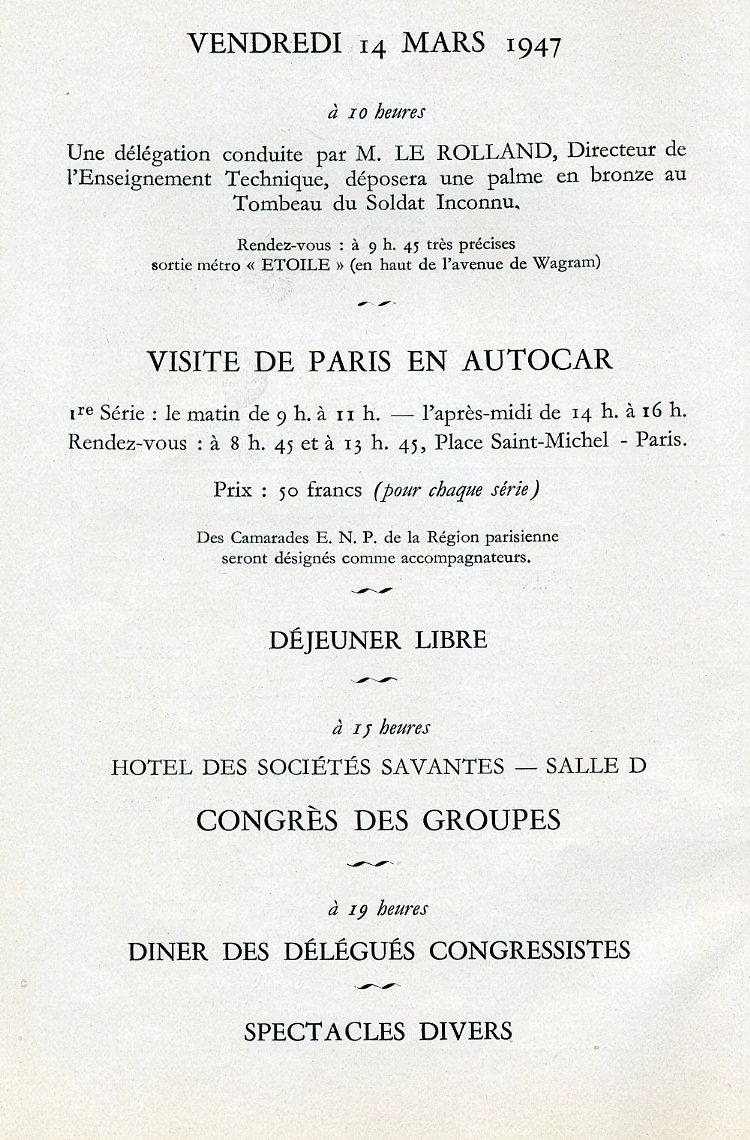 VENDREDI 14 MARS 1947
à 10 heures
Une délégation conduite par M. LE ROLLAND, Directeur de
l'Enseignement Technique, déposera une palme en bronze au
Tombeau du Soldat Inconnu.
Rendez-vous : à 9 h. 45 très précises
sortie métro « ETOILE » (en haut de l'avenue de Wagram)
VISITE DE PARIS EN AUTOCAR
1re Série : le matin de 9 h. à 11 h. — l'après-midi de 14 h. à 16 h.
Rendez-vous : à 8 h. 45 et à 13 h. 45, Place Saint-Michel - Paris.
Prix : 50 francs (pour chaque série)
Des Camarades E. N. P. de la Région parisienne
seront désignés comme accompagnateurs.
DÉJEUNER LIBRE
à 15 heures
HOTEL DES SOCIÉTÉS SAVANTES — SALLE D
CONGRÈS DES GROUPES
à 19 heures
DINER DES DÉLÉGUÉS CONGRESSISTES
SPECTACLES DIVERS